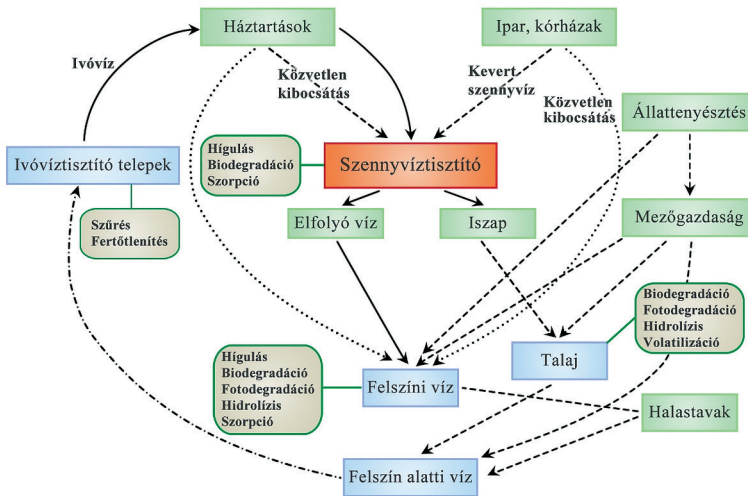 Háztartások
Ipar, kórházak
Ivóvíz
Közvetlen
kibocsátás
Kevert
szennyvíz
Közvetlen
kibocsátás
Állattenyésztés
Ivóvíztisztító telepek
Hígulás
Biodegradáció
Szorpció
Szennyvíztisztító
Szűrés
Fertőtlenítés
Elfolyó víz
Iszap
Mezőgazdaság
Biodegradáció
Fotodegradáció
Hidrolízis
Volatilizáció
Hígulás
Biodegradáció
Fotodegradáció
Hidrolízis
Szorpció
Felszíni víz
Talaj
Halastavak
Felszín alatti víz